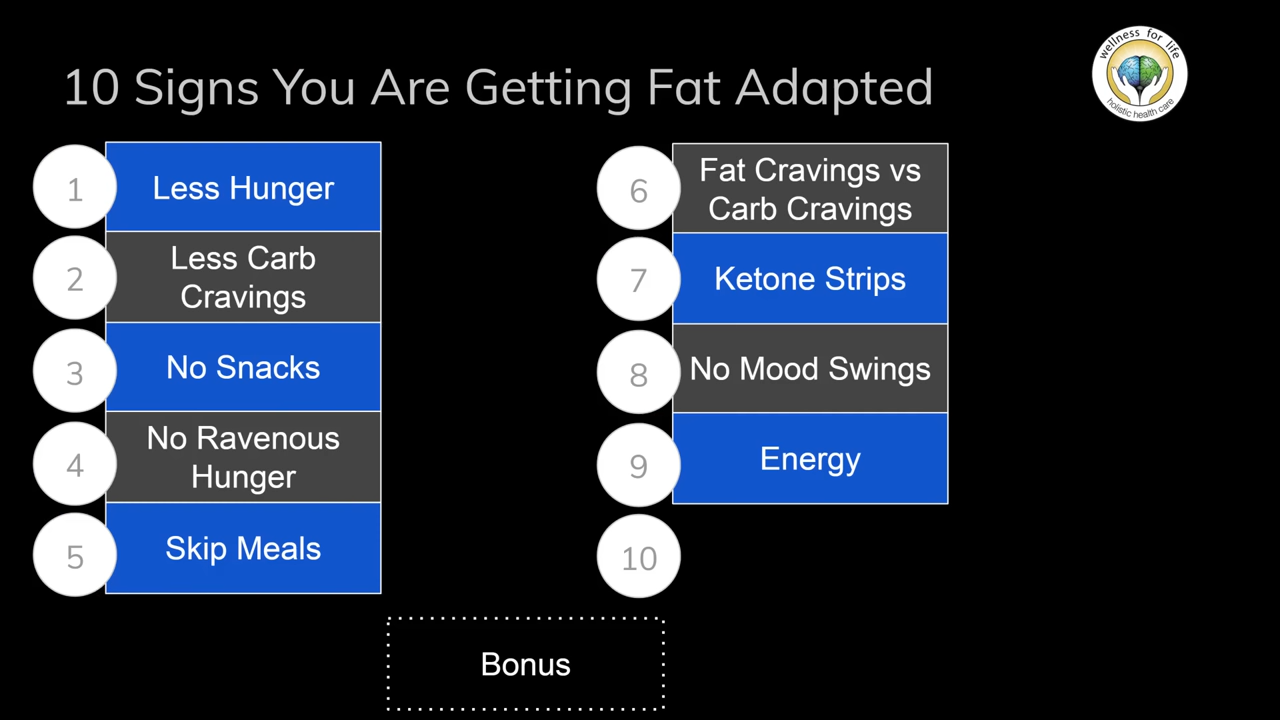 wellness for life
holistic health care
10 Signs You Are Getting Fat Adapted
1
Less Hunger
2
Less Carb
Cravings
3
No Snacks
4
No Ravenous
Hunger
5
Skip Meals
6
Fat Cravings vs
Carb Cravings
7
Ketone Strips
8
No Mood Swings
9
Energy
10
Bonus